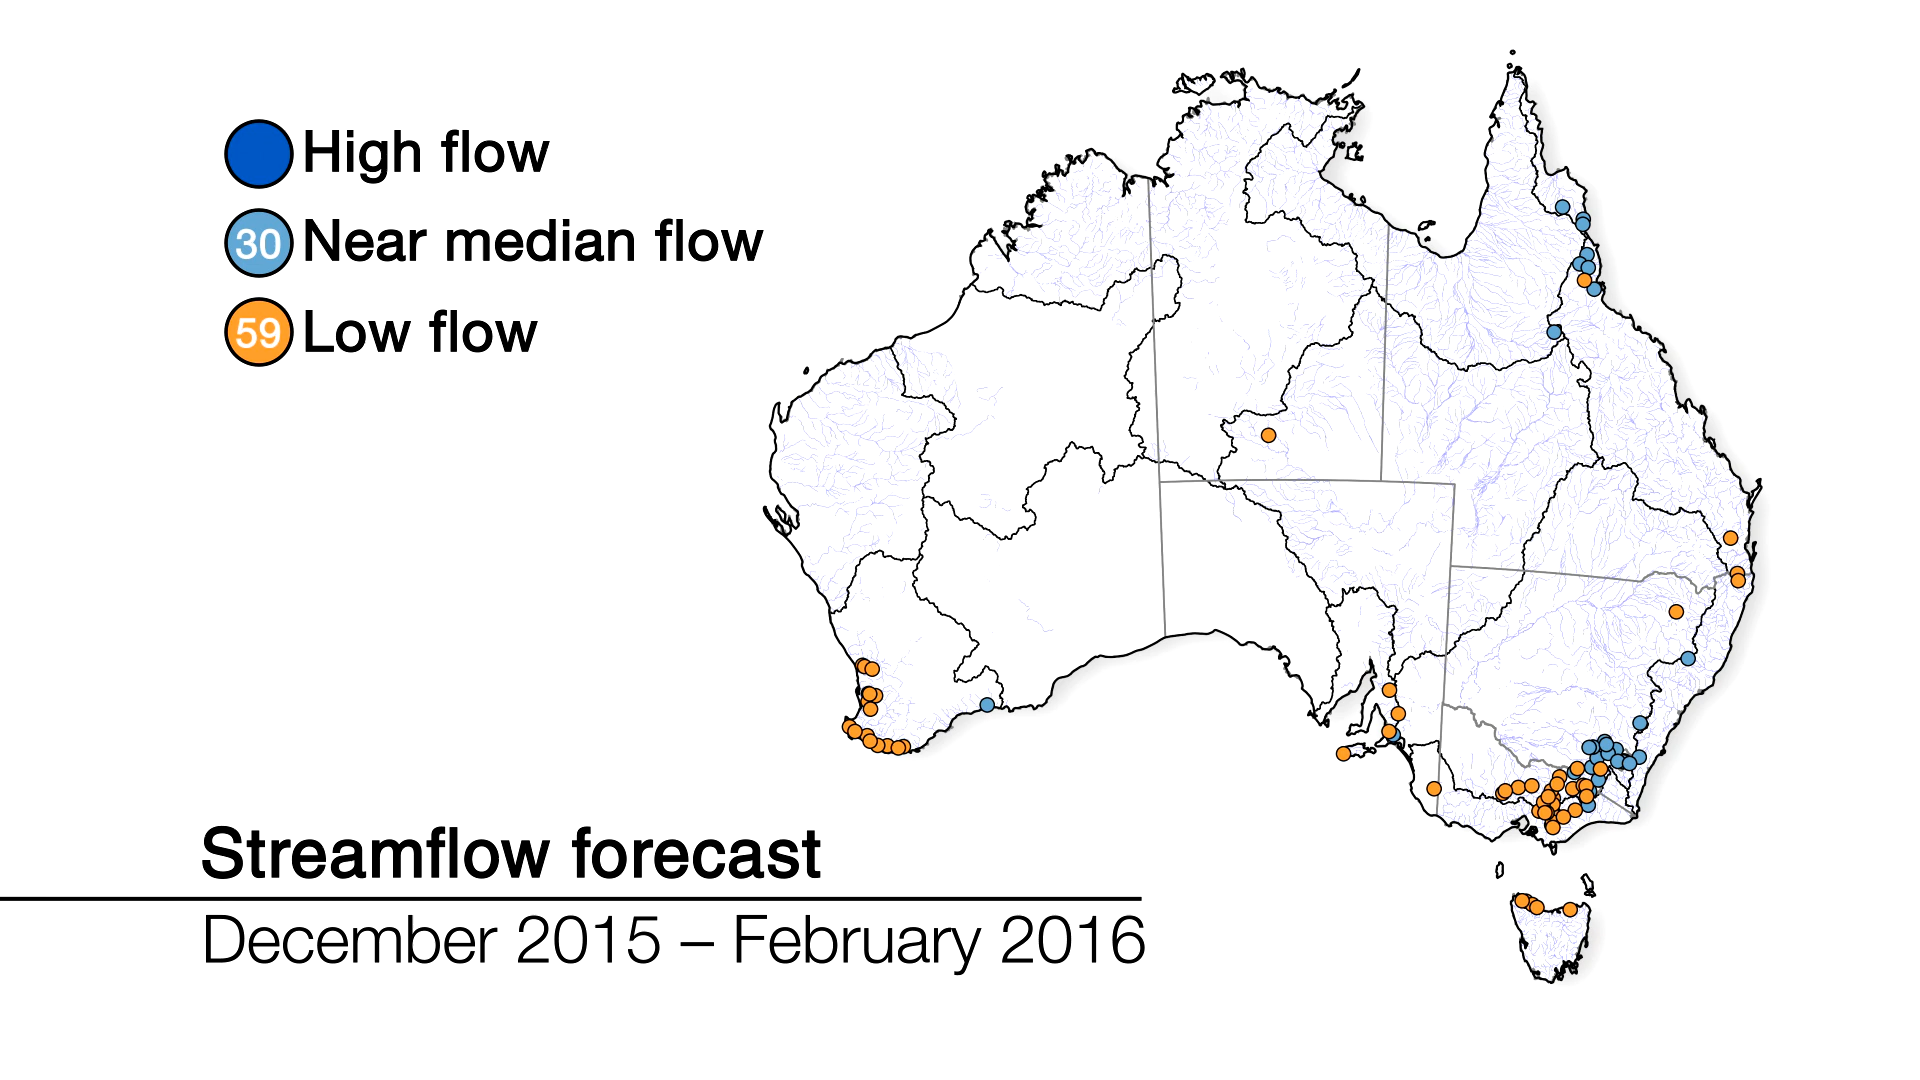 High flow
30 Near median flow
59 Low flow
Streamflow forecast
December 2015 – February 2016